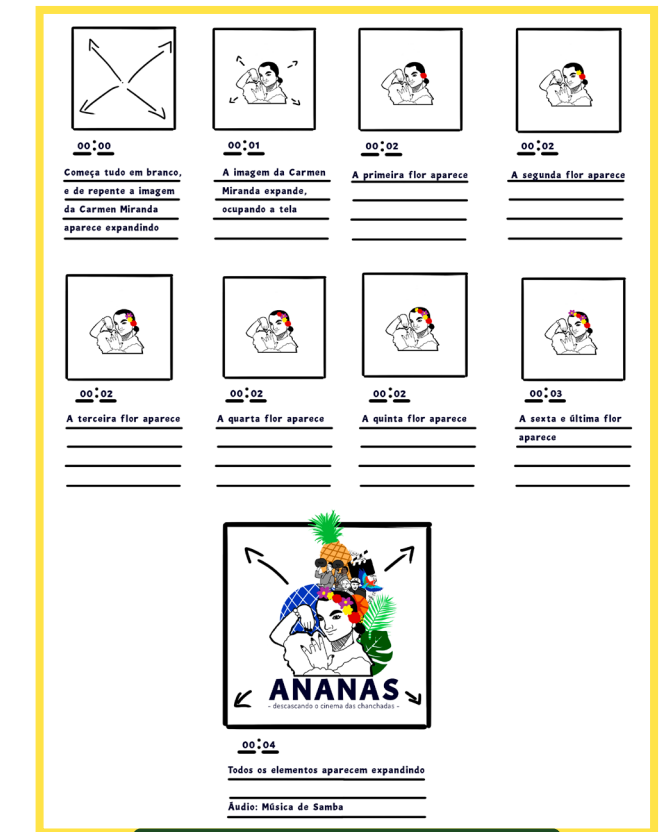 00:00
Começa tudo em branco,
e de repente a imagem
da Carmen Miranda
aparece expandindo
00:01
A imagem da Carmen
Miranda expande,
ocupando a tela
00:02
A primeira flor aparece
00:02
A segunda flor aparece
00:02
A terceira flor aparece
00:02
A quarta flor aparece
00:02
A quinta flor aparece
00:03
A sexta e última flor
aparece
ANANAS
- descascando o cinema das chanchadas -
00:04
Todos os elementos aparecem expandindo
Áudio: Música de Samba